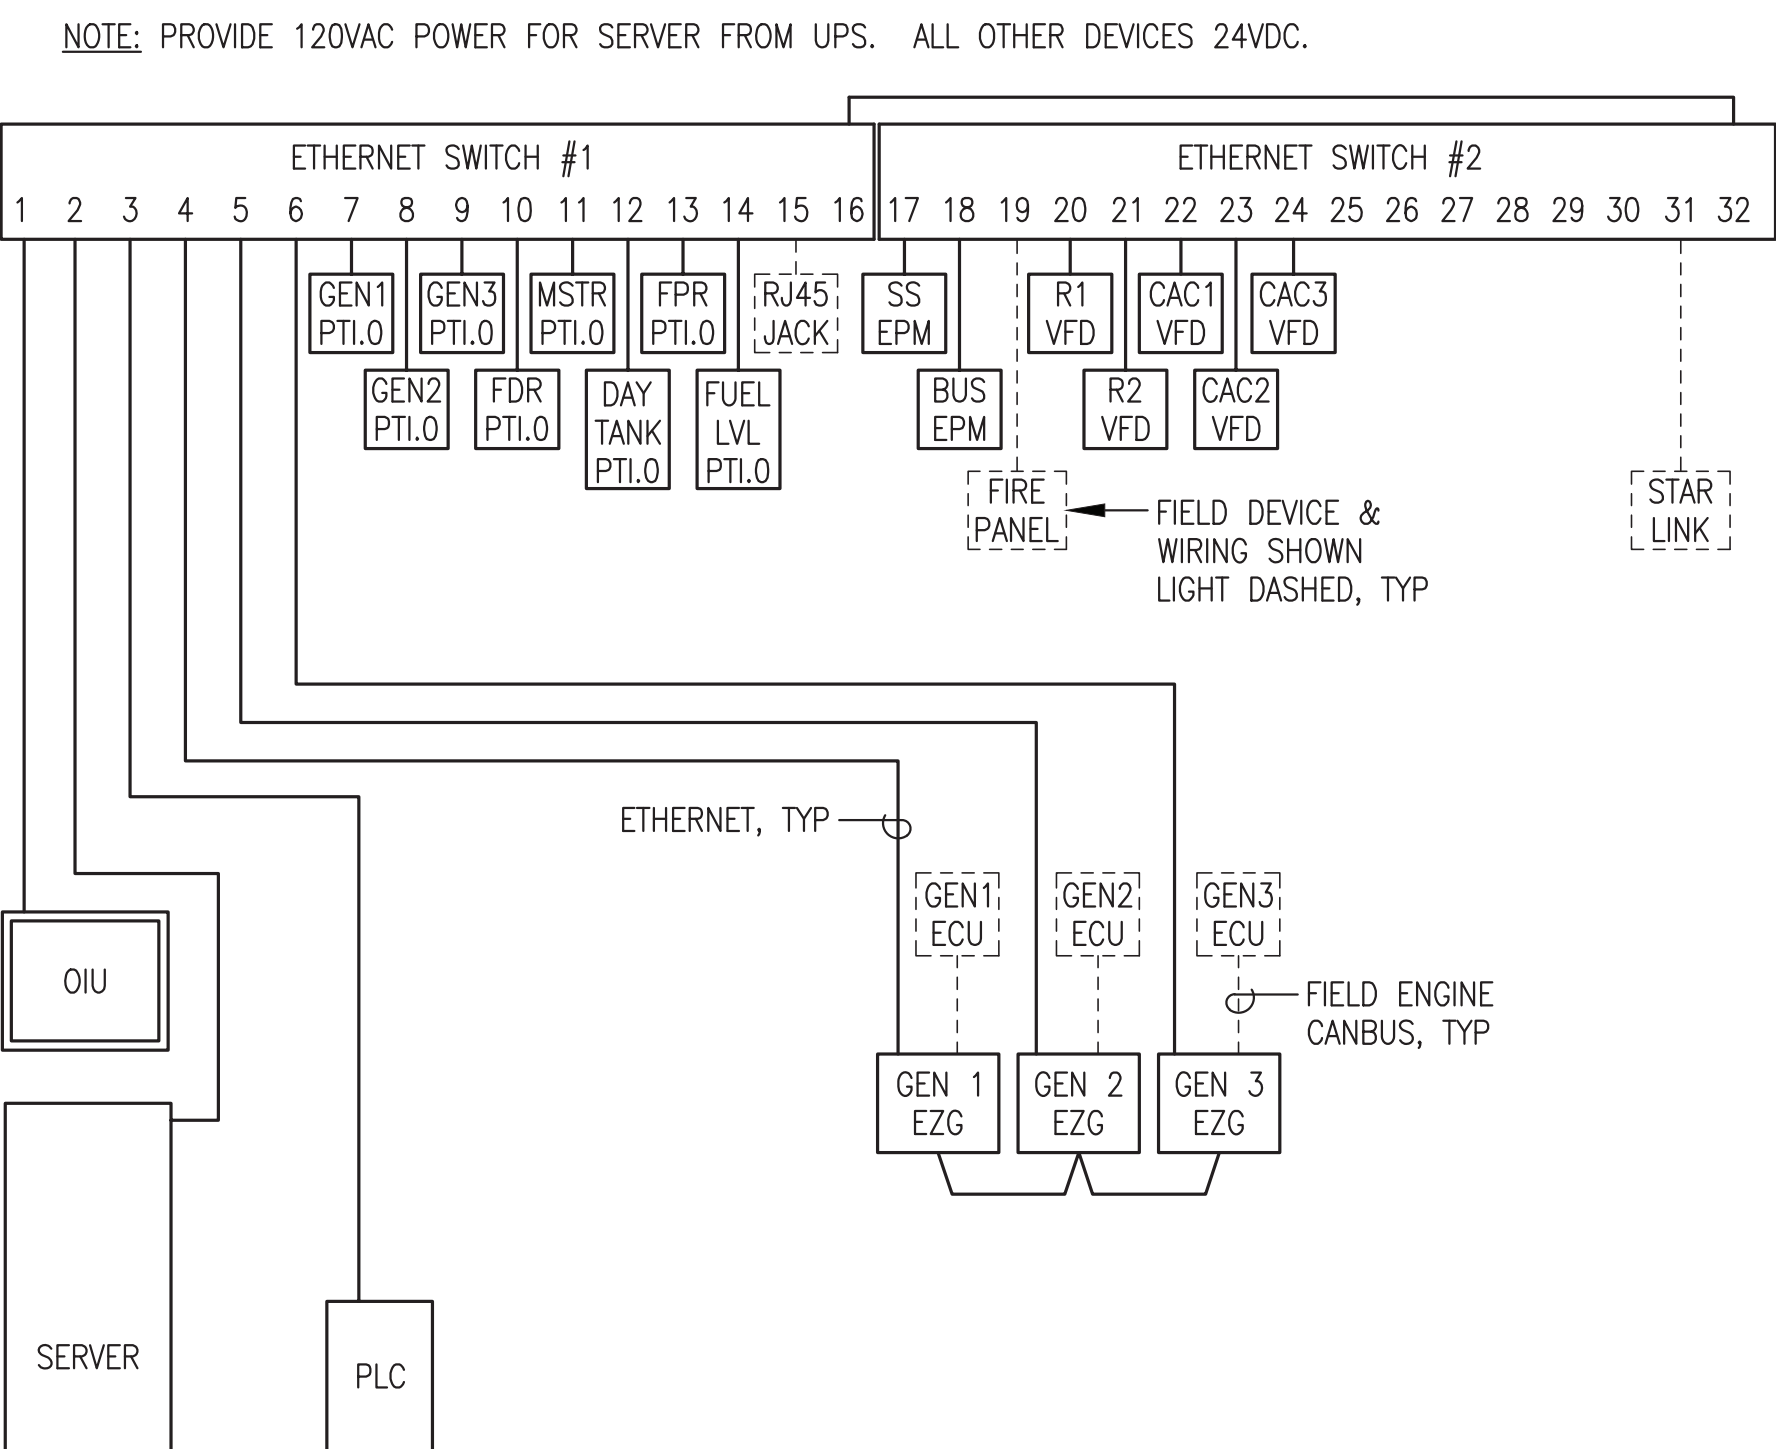 NOTE: PROVIDE 120VAC POWER FOR SERVER FROM UPS. ALL OTHER DEVICES 24VDC.
ETHERNET SWITCH #1
1 2 3 4 5 6 7 8 9 10 11 12 13 14 15 16
ETHERNET SWITCH #2
17 18 19 20 21 22 23 24 25 26 27 28 29 30 31 32
GEN1
PTI.O
GEN2
PTI.O
GEN3
PTI.O
FDR
PTI.O
MSTR
PTI.O
DAY
TANK
PTI.O
FPR
PTI.O
FUEL
LVL
PTI.O
RJ45
JACK
SS
EPM
BUS
EPM
FIRE
PANEL
R1
VFD
R2
VFD
CAC1
VFD
CAC2
VFD
CAC3
VFD
STAR
LINK
FIELD DEVICE &
WIRING SHOWN
LIGHT DASHED, TYP
ETHERNET, TYP
GEN1
ECU
GEN2
ECU
GEN3
ECU
FIELD ENGINE
CANBUS, TYP
OIU
GEN 1
EZG
GEN 2
EZG
GEN 3
EZG
SERVER
PLC